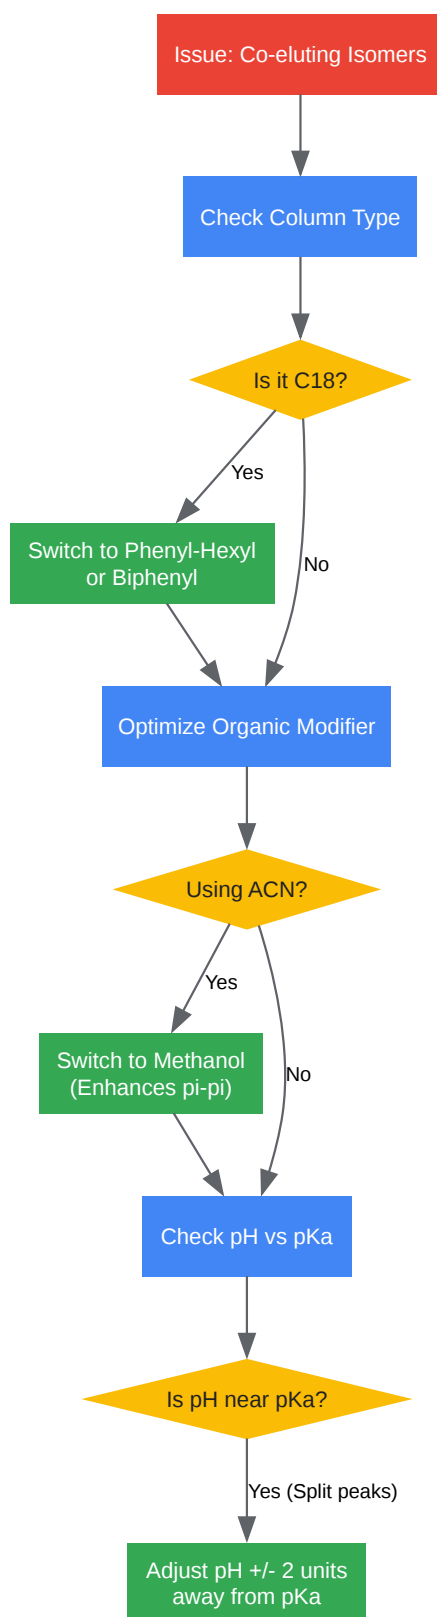 Issue: Co-eluting Isomers
Check Column Type
Is it C18?
Yes
Switch to Phenyl-Hexyl
or Biphenyl
No
Optimize Organic Modifier
Using ACN?
Yes
Switch to Methanol
(Enhances pi-pi)
No
Check pH vs pKa
Is pH near pKa?
Yes (Split peaks)
Adjust pH +/- 2 units
away from pKa